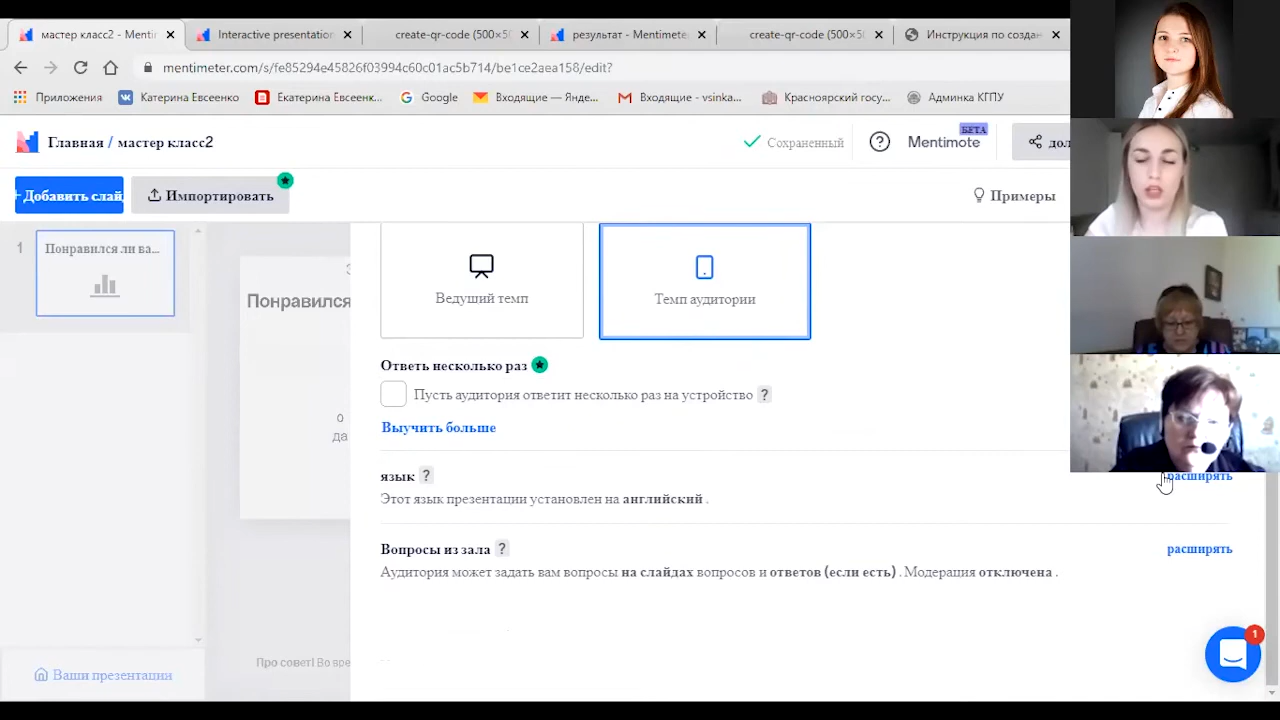 мастер класс2 - Mentim
Interactive presentation
create-qr-code (500×5
результат - Mentimete
create-qr-code (500×5
Инструкция по создан
mentimeter.com/s/fe85294e45826f03994c60c01ac5b714/be1ce2aea158/edit?
Приложения
Катерина Евсеенко
Екатерина Евсеенк...
Google
Входящие — Янде...
Входящие - vsinka...
Красноярский госу...
Админка КГПУ
Главная / мастер класс2
Сохраненный
?
Mentimote
БЕТА
дол
+Добавить слай
Импортировать
Примеры
1
Понравился ли ва...
Понравился
Ведуший темп
Темп аудитории
Ответь несколько раз
Пусть аудитория ответит несколько раз на устройство ?
о
да
Выучить больше
язык ?
расширять
Этот язык презентации установлен на английский .
Вопросы из зала ?
расширять
Аудитория может задать вам вопросы на слайдах вопросов и ответов (если есть) . Модерация отключена .
1
Про совет! Во вре
Ваши презентации